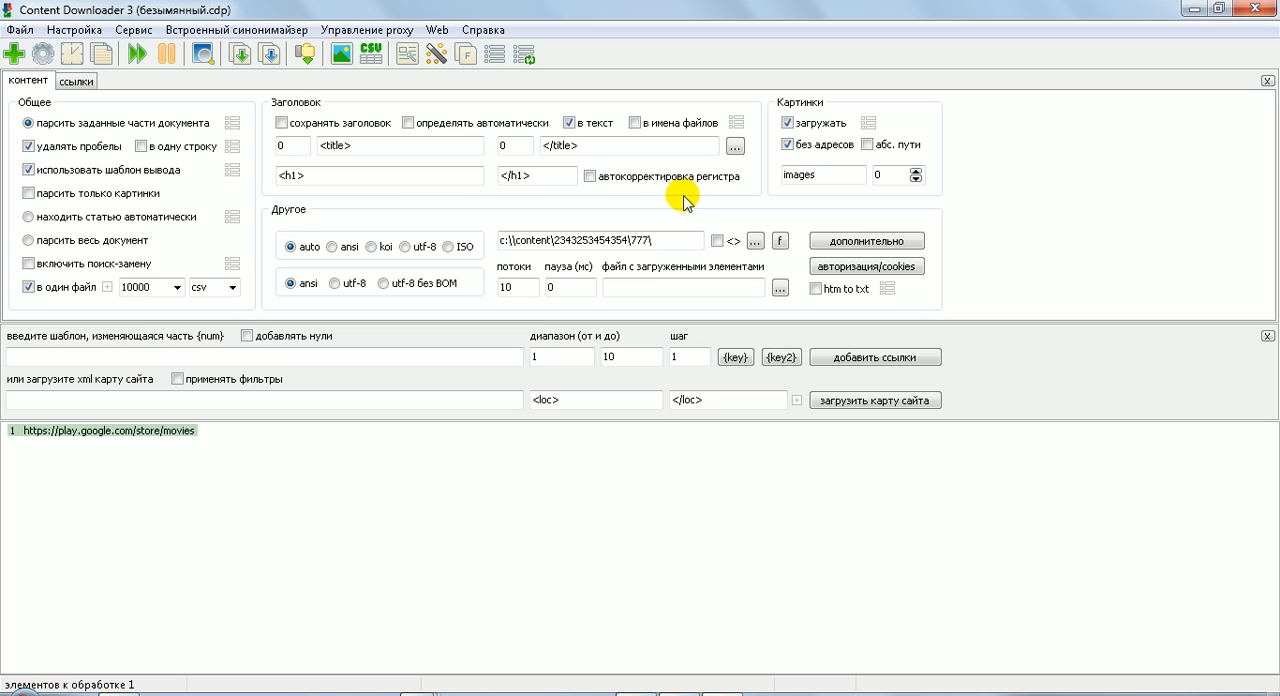 Content Downloader 3 (безымянный.cdp)
Файл Настройка Сервис Встроенный синонимайзер Управление proxy Web Справка
CSV F
контент ссылки X
Общее
парсить заданные части документа
удалять пробелы в одну строку
использовать шаблон вывода
парсить только картинки
находить статью автоматически
парсить весь документ
включить поиск-замену
в один файл + 10000 csv
Заголовок
сохранять заголовок определять автоматически в текст в имена файлов
0 <title> 0 </title> ...
<h1> </h1> автокорректировка регистра
Картинки
загружать
без адресов абс. пути
images 0
Другое
auto ansi koi utf-8 ISO
ansi utf-8 utf-8 без BOM
c:\\content\2343253454354\777\ <> ... f дополнительно
потоки пауза (мс) файл с загруженными элементами авторизация/cookies
10 0 ... htm to txt
введите шаблон, изменяющаяся часть {num} добавлять нули диапазон (от и до) шаг X
1 10 1 {key} {key2} добавить ссылки
или загрузите xml карту сайта применять фильтры
<loc> </loc> + загрузить карту сайта
1 https://play.google.com/store/movies
элементов к обработке 1